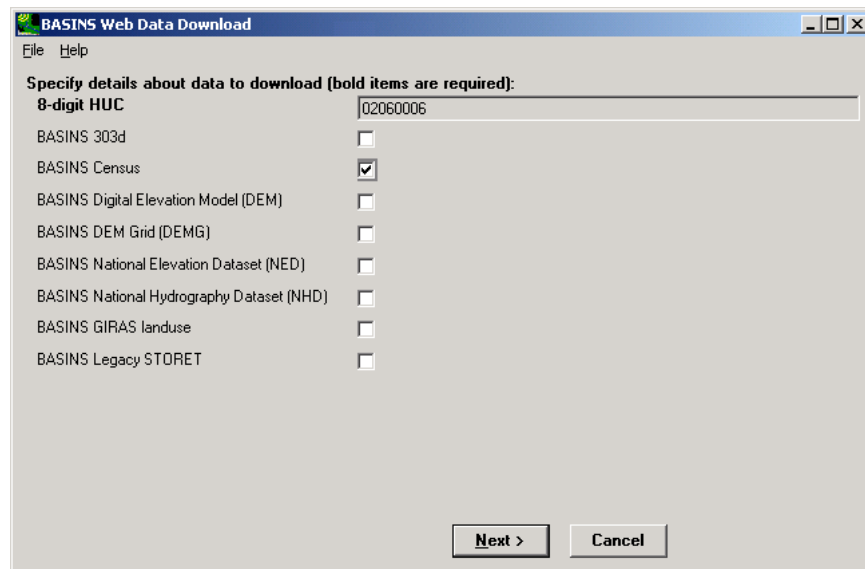 BASINS Web Data Download
File Help
Specify details about data to download (bold items are required):
8-digit HUC 02060006
BASINS 303d
BASINS Census
BASINS Digital Elevation Model (DEM)
BASINS DEM Grid (DEMG)
BASINS National Elevation Dataset (NED)
BASINS National Hydrography Dataset (NHD)
BASINS GIRAS landuse
BASINS Legacy STORET
Next > Cancel